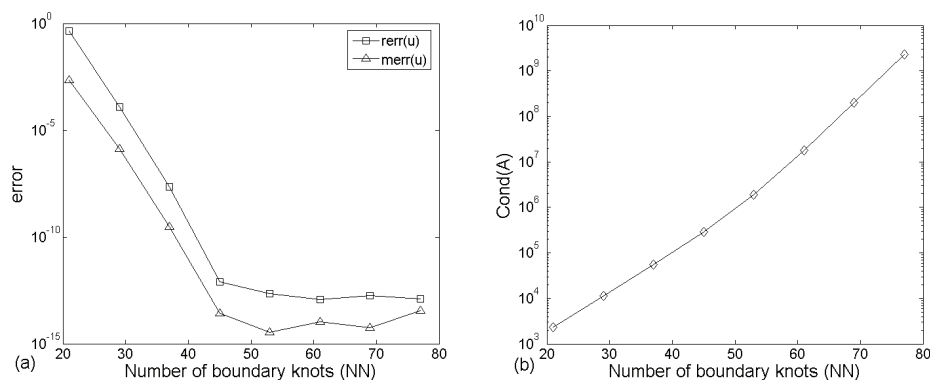 10^0
10^-5
10^-10
10^-15
error
20 30 40 50 60 70 80
Number of boundary knots (NN)
(a)
rerr(u)
merr(u)
10^10
10^9
10^8
10^7
10^6
10^5
10^4
10^3
Cond(A)
20 30 40 50 60 70 80
Number of boundary knots (NN)
(b)